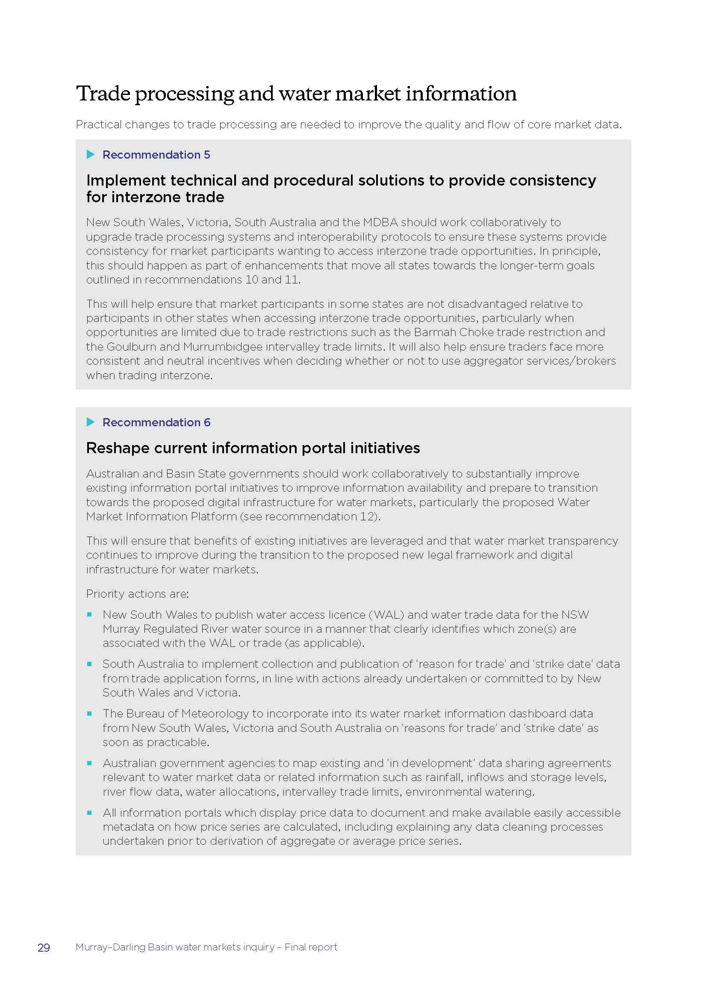 Trade processing and water market information
Practical changes to trade processing are needed to improve the quality and flow of core market data.
Recommendation 5
Implement technical and procedural solutions to provide consistency
for interzone trade
New South Wales, Victoria, South Australia and the MDBA should work collaboratively to
upgrade trade processing systems and interoperability protocols to ensure these systems provide
consistency for market participants wanting to access interzone trade opportunities. In principle,
this should happen as part of enhancements that move all states towards the longer-term goals
outlined in recommendations 10 and 11.
This will help ensure that market participants in some states are not disadvantaged relative to
participants in other states when accessing interzone trade opportunities, particularly when
opportunities are limited due to trade restrictions such as the Barmah Choke trade restriction and
the Goulburn and Murrumbidgee intervalley trade limits. It will also help ensure traders face more
consistent and neutral incentives when deciding whether or not to use aggregator services/brokers
when trading interzone.
Recommendation 6
Reshape current information portal initiatives
Australian and Basin State governments should work collaboratively to substantially improve
existing information portal initiatives to improve information availability and prepare to transition
towards the proposed digital infrastructure for water markets, particularly the proposed Water
Market Information Platform (see recommendation 12).
This will ensure that benefits of existing initiatives are leveraged and that water market transparency
continues to improve during the transition to the proposed new legal framework and digital
infrastructure for water markets.
Priority actions are:
New South Wales to publish water access licence (WAL) and water trade data for the NSW
Murray Regulated River water source in a manner that clearly identifies which zone(s) are
associated with the WAL or trade (as applicable).
South Australia to implement collection and publication of ‘reason for trade’ and ‘strike date’ data
from trade application forms, in line with actions already undertaken or committed to by New
South Wales and Victoria.
The Bureau of Meteorology to incorporate into its water market information dashboard data
from New South Wales, Victoria and South Australia on ‘reasons for trade’ and ‘strike date’ as
soon as practicable.
Australian government agencies to map existing and ‘in development’ data sharing agreements
relevant to water market data or related information such as rainfall, inflows and storage levels,
river flow data, water allocations, intervalley trade limits, environmental watering.
All information portals which display price data to document and make available easily accessible
metadata on how price series are calculated, including explaining any data cleaning processes
undertaken prior to derivation of aggregate or average price series.
29 Murray–Darling Basin water markets inquiry – Final report